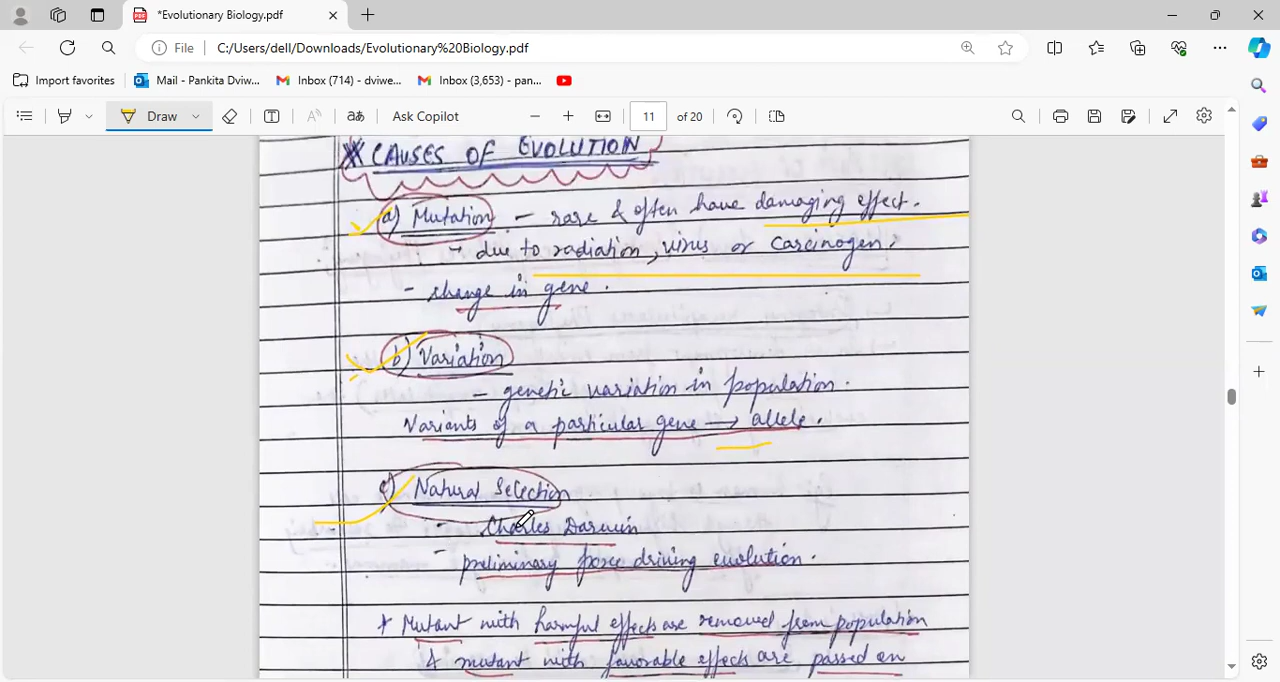 *Evolutionary Biology.pdf
File C:/Users/dell/Downloads/Evolutionary%20Biology.pdf
Import favorites Mail - Pankita Dviw... Inbox (714) - dviwe... Inbox (3,653) - pan...
Draw Ask Copilot 11 of 20
CAUSES OF EVOLUTION
a) Mutation - rare & often have damaging effect.
- due to radiation, virus or carcinogen.
- change in gene.
b) Variation
- genetic variation in population.
Variants of a particular gene → allele.
c) Natural Selection
- Charles Darwin
- preliminary force driving evolution.
* Mutant with harmful effects are removed from population
& mutant with favorable effects are passed on